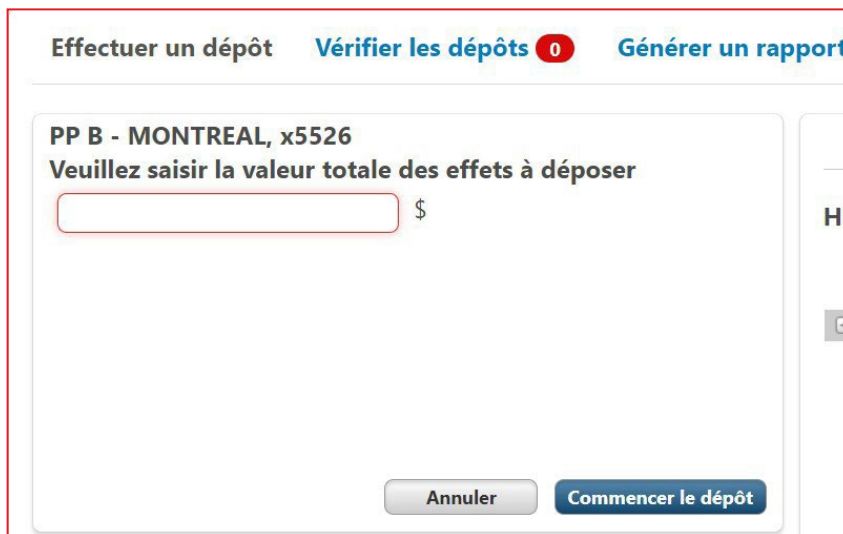 Effectuer un dépôt Vérifier les dépôts 0 Générer un rapport
PP B - MONTREAL, x5526
Veuillez saisir la valeur totale des effets à déposer
$
H
Annuler Commencer le dépôt